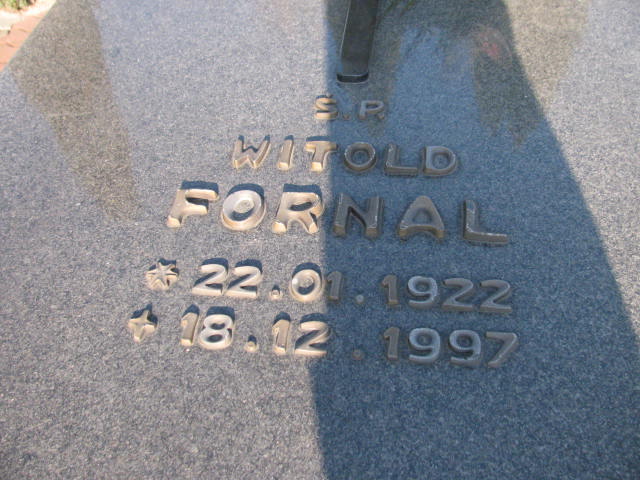 Ś.P.
WITOLD
FORNAL
* 22.01.1922
✝ 18.12.1997